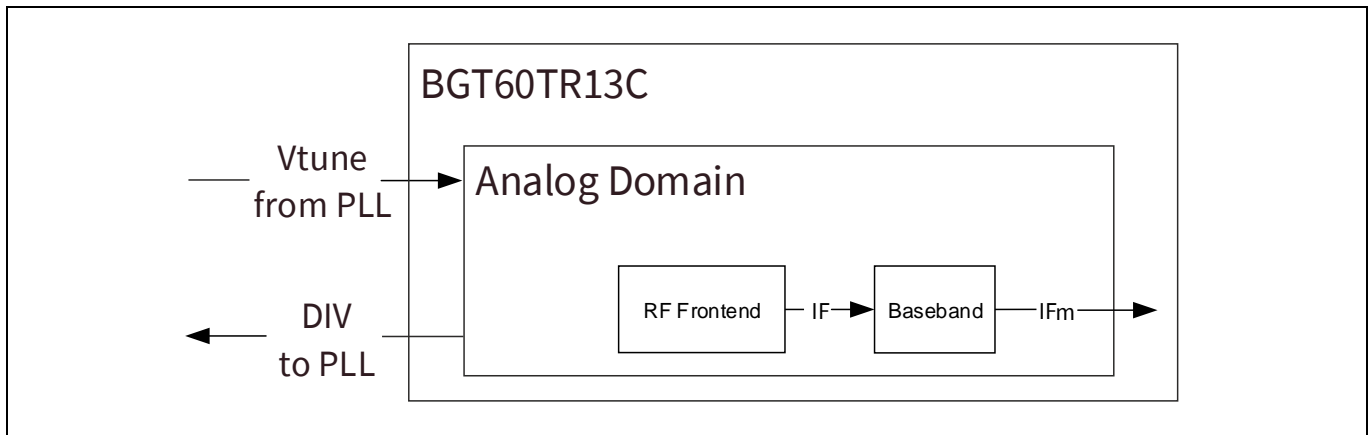 BGT60TR13C
Vtune
from PLL
Analog Domain
RF Frontend
IF
Baseband
IFm
DIV
to PLL